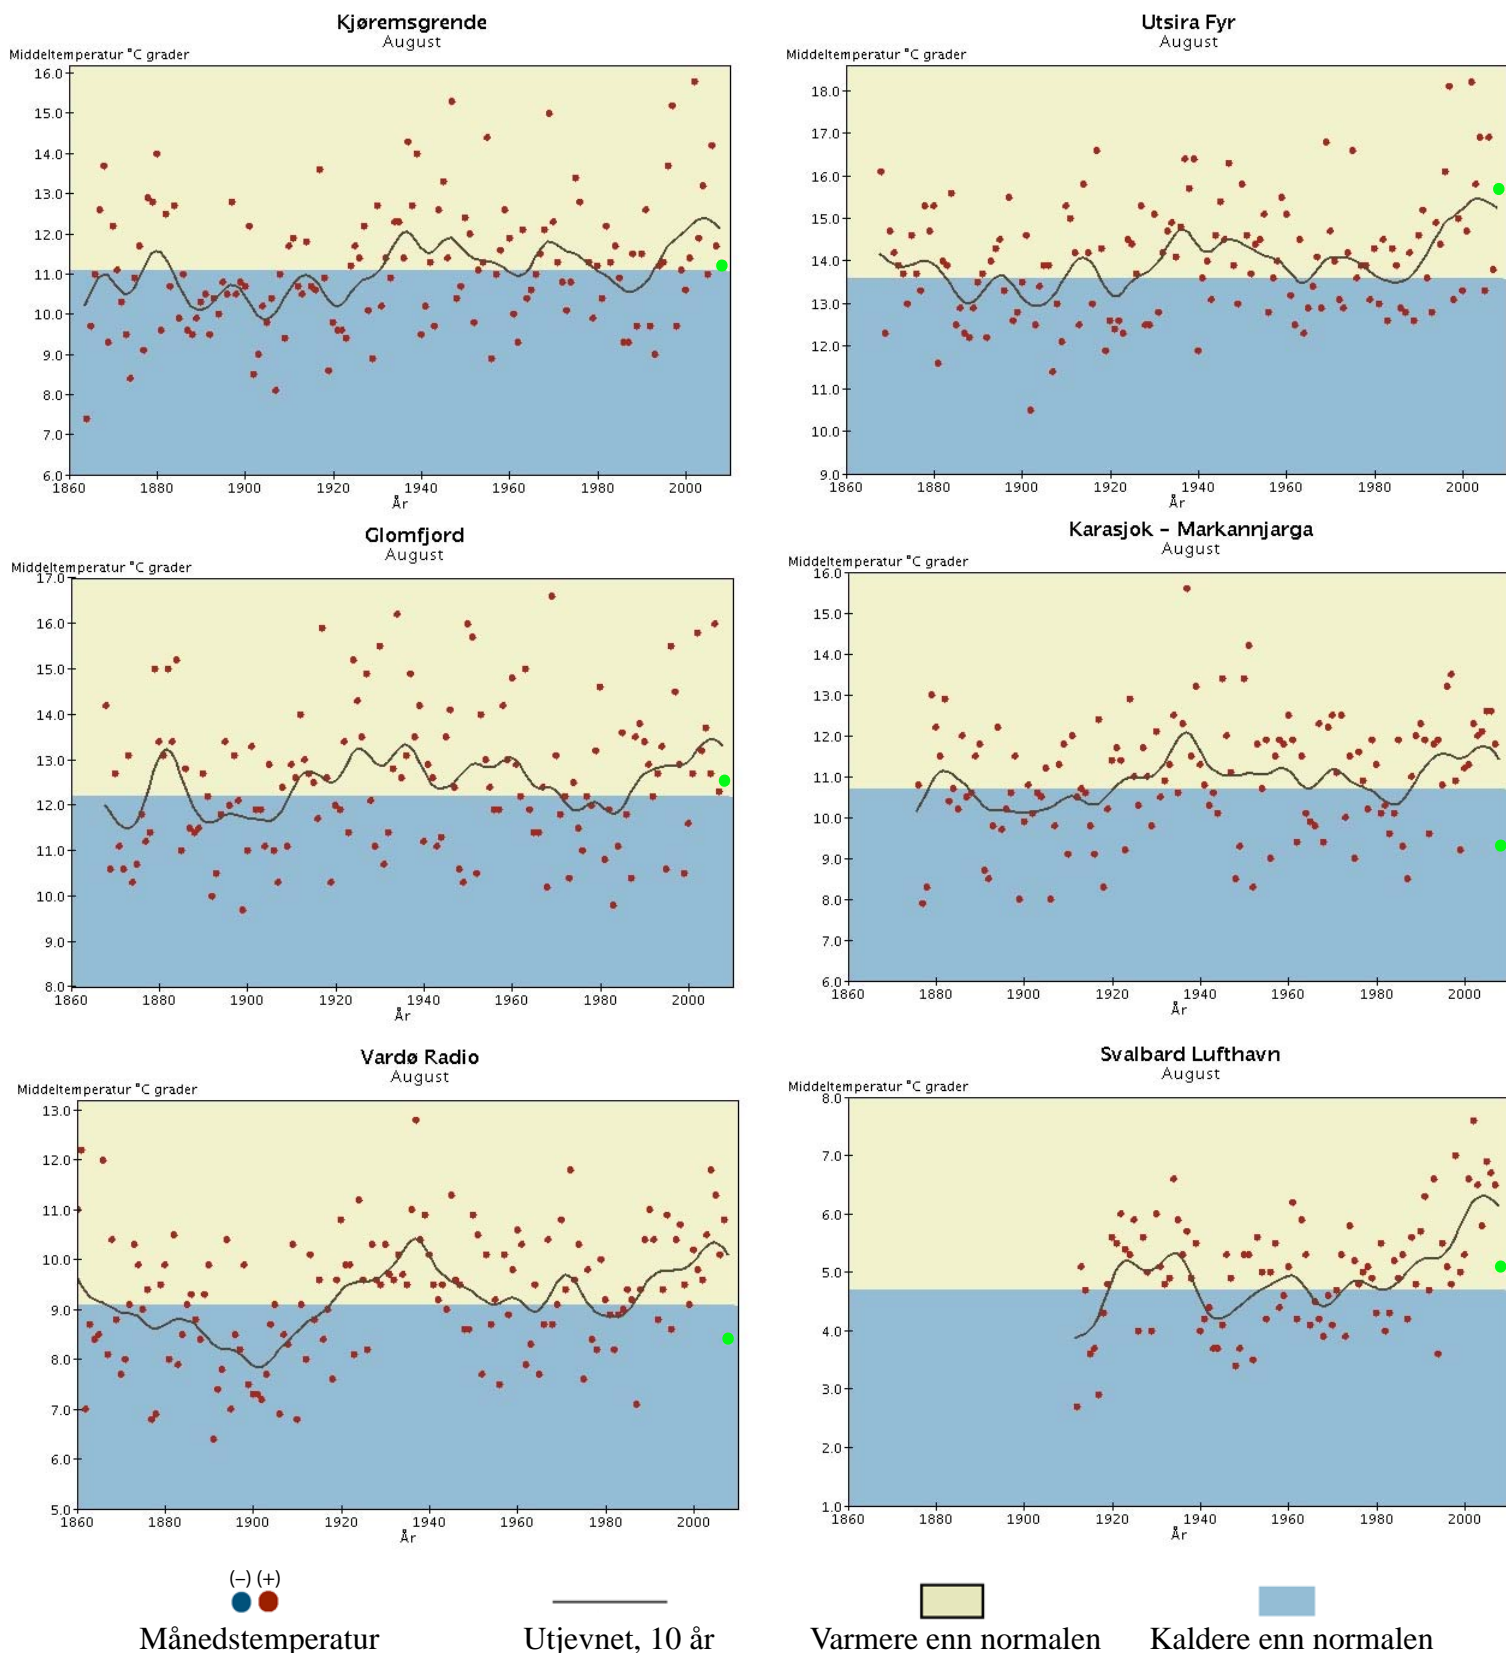 Kjøremsgrende
August
Middeltemperatur °C grader
16.0
15.0
14.0
13.0
12.0
11.0
10.0
9.0
8.0
7.0
6.0
1860 1880 1900 1920 1940 1960 1980 2000
År
Utsira Fyr
August
Middeltemperatur °C grader
18.0
17.0
16.0
15.0
14.0
13.0
12.0
11.0
10.0
9.0
1860 1880 1900 1920 1940 1960 1980 2000
År
Glomfjord
August
Middeltemperatur °C grader
17.0
16.0
15.0
14.0
13.0
12.0
11.0
10.0
9.0
8.0
1860 1880 1900 1920 1940 1960 1980 2000
År
Karasjok - Markannjarga
August
Middeltemperatur °C grader
16.0
15.0
14.0
13.0
12.0
11.0
10.0
9.0
8.0
7.0
6.0
1860 1880 1900 1920 1940 1960 1980 2000
År
Vardø Radio
August
Middeltemperatur °C grader
13.0
12.0
11.0
10.0
9.0
8.0
7.0
6.0
5.0
1860 1880 1900 1920 1940 1960 1980 2000
År
Svalbard Lufthavn
August
Middeltemperatur °C grader
8.0
7.0
6.0
5.0
4.0
3.0
2.0
1.0
1860 1880 1900 1920 1940 1960 1980 2000
År
(−) (+)
Månedstemperatur Utjevnet, 10 år Varmere enn normalen Kaldere enn normalen